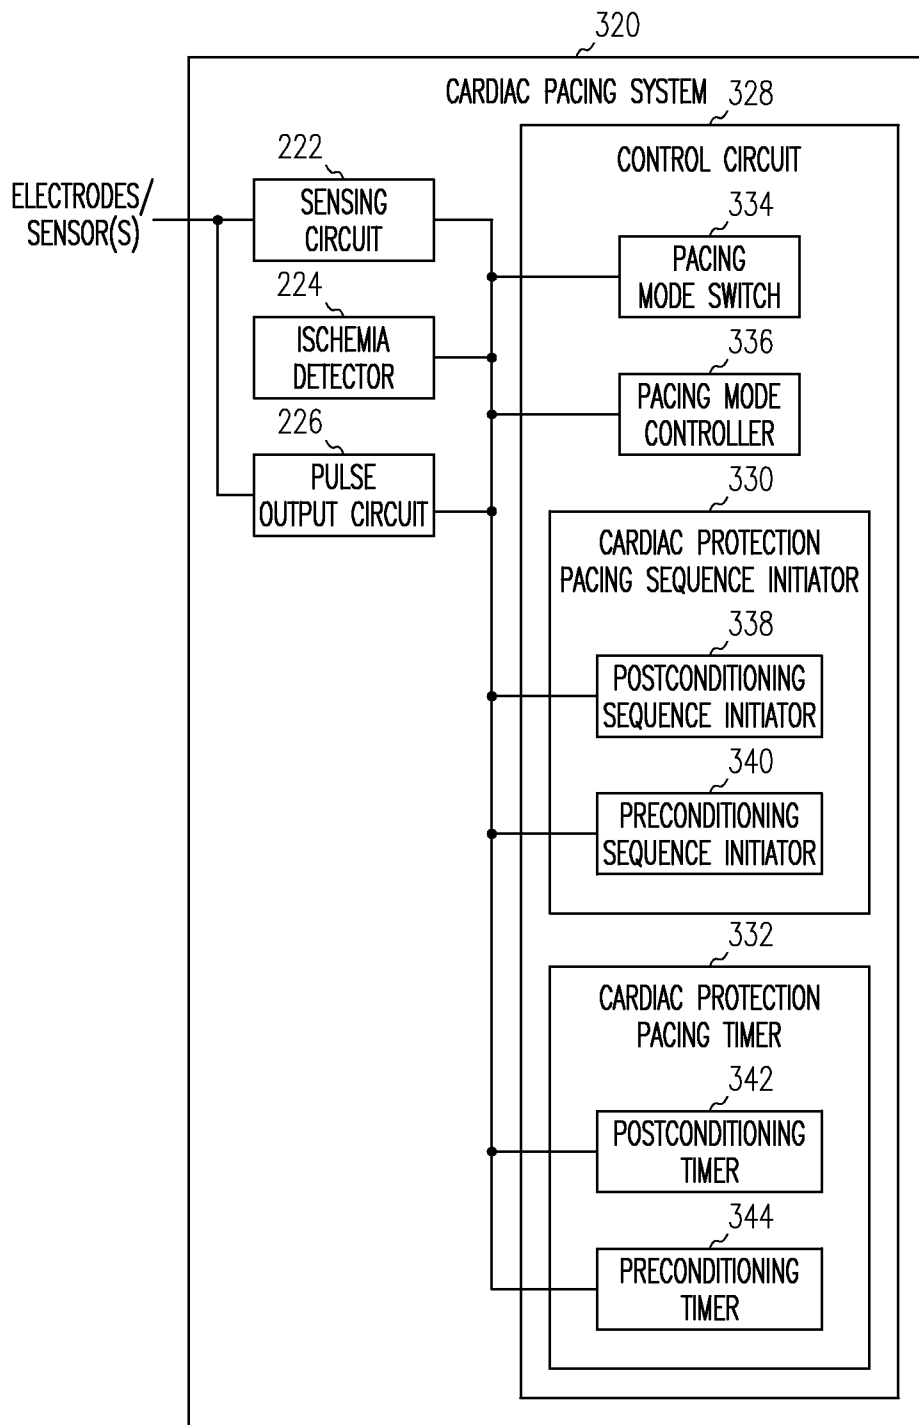 320
CARDIAC PACING SYSTEM
328
CONTROL CIRCUIT
ELECTRODES/
SENSOR(S)
222
SENSING
CIRCUIT
224
ISCHEMIA
DETECTOR
226
PULSE
OUTPUT CIRCUIT
334
PACING
MODE SWITCH
336
PACING MODE
CONTROLLER
330
CARDIAC PROTECTION
PACING SEQUENCE INITIATOR
338
POSTCONDITIONING
SEQUENCE INITIATOR
340
PRECONDITIONING
SEQUENCE INITIATOR
332
CARDIAC PROTECTION
PACING TIMER
342
POSTCONDITIONING
TIMER
344
PRECONDITIONING
TIMER